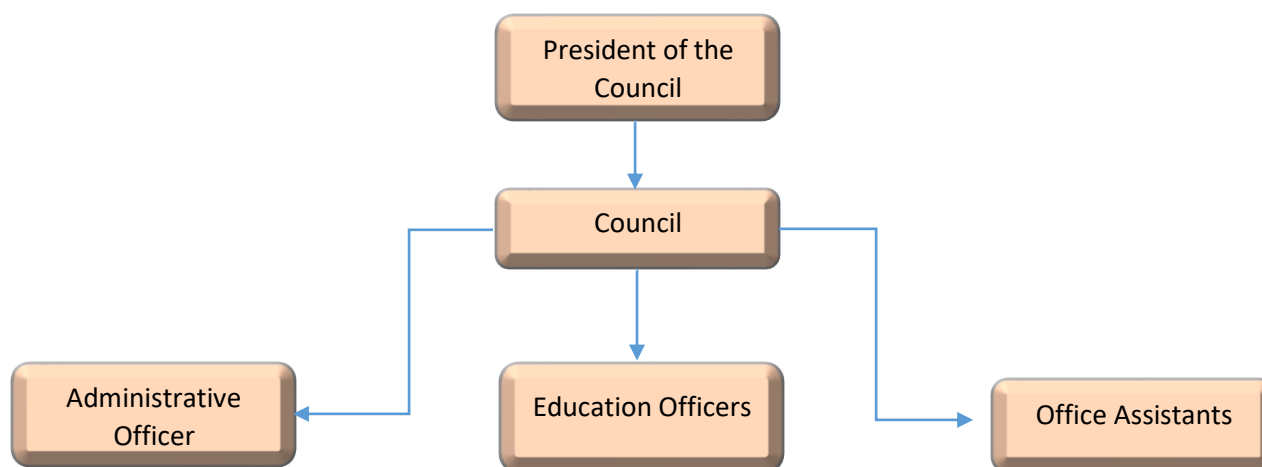 President of the
Council
Council
Administrative
Officer
Education Officers
Office Assistants